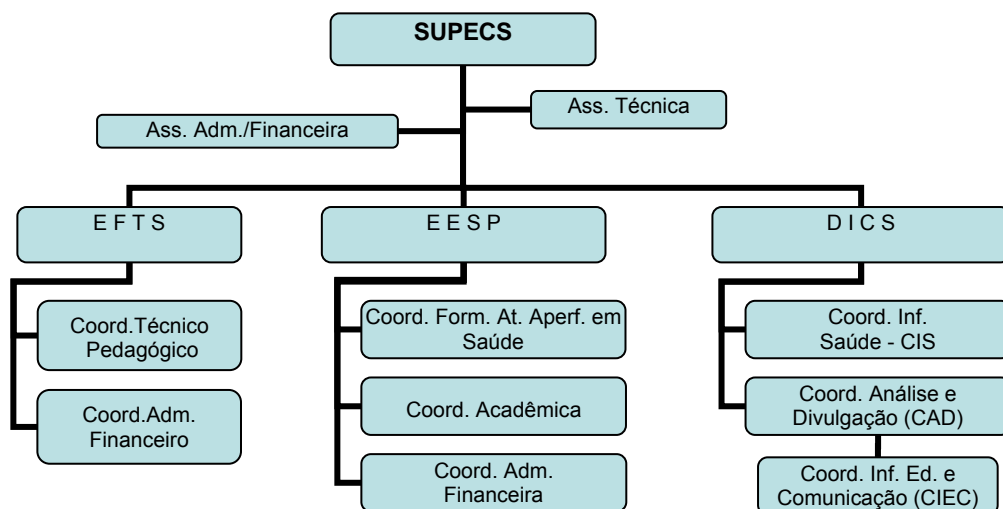 SUPECS
Ass. Técnica
Ass. Adm./Financeira
E F T S
E E S P
D I C S
Coord.Técnico
Pedagógico
Coord.Adm.
Financeiro
Coord. Form. At. Aperf. em
Saúde
Coord. Acadêmica
Coord. Adm.
Financeira
Coord. Inf.
Saúde - CIS
Coord. Análise e
Divulgação (CAD)
Coord. Inf. Ed. e
Comunicação (CIEC)